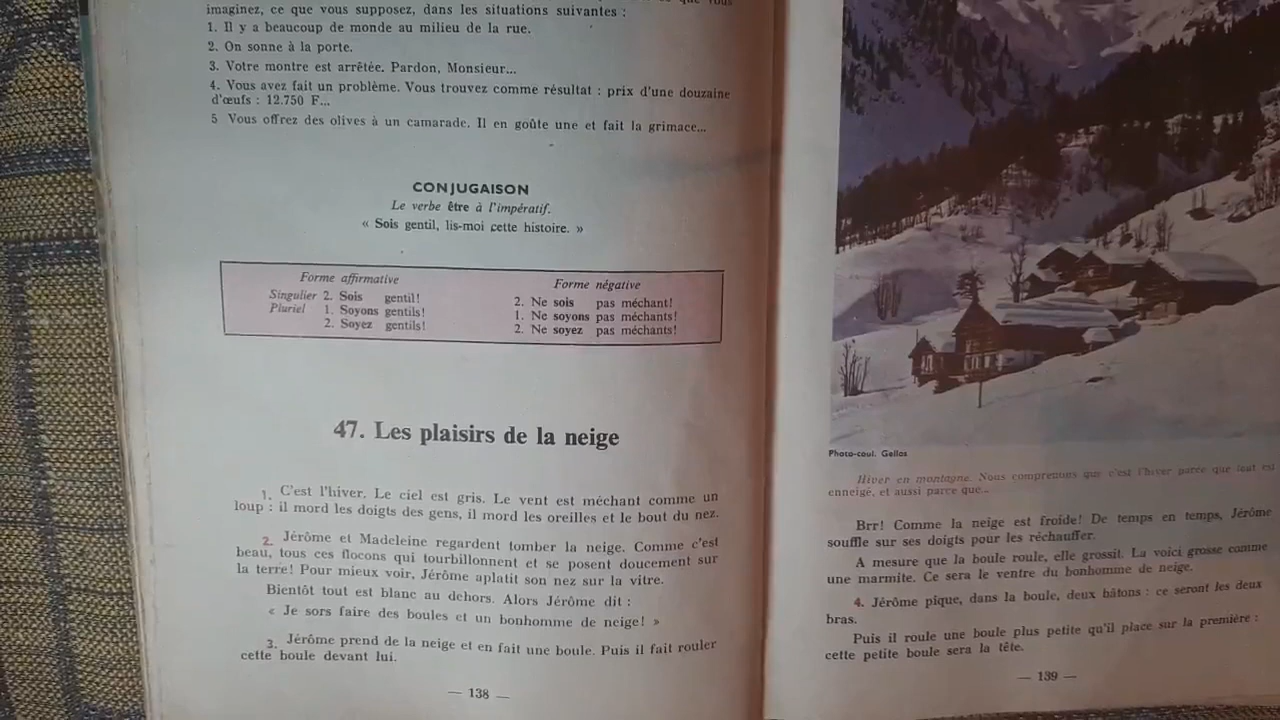 imaginez, ce que vous supposez, dans les situations suivantes :
1. Il y a beaucoup de monde au milieu de la rue.
2. On sonne à la porte.
3. Votre montre est arrêtée. Pardon, Monsieur...
4. Vous avez fait un problème. Vous trouvez comme résultat : prix d'une douzaine
d'œufs : 12.750 F...
5 Vous offrez des olives à un camarade. Il en goûte une et fait la grimace...
CONJUGAISON
Le verbe être à l'impératif.
« Sois gentil, lis-moi cette histoire. »
Forme affirmative
Singulier 2. Sois gentil!
Pluriel 1. Soyons gentils!
2. Soyez gentils!
Forme négative
2. Ne sois pas méchant!
1. Ne soyons pas méchants!
2. Ne soyez pas méchants!
47. Les plaisirs de la neige
1. C'est l'hiver. Le ciel est gris. Le vent est méchant comme un
loup : il mord les doigts des gens, il mord les oreilles et le bout du nez.
2. Jérôme et Madeleine regardent tomber la neige. Comme c'est
beau, tous ces flocons qui tourbillonnent et se posent doucement sur
la terre! Pour mieux voir, Jérôme aplatit son nez sur la vitre.
Bientôt tout est blanc au dehors. Alors Jérôme dit :
« Je sors faire des boules et un bonhomme de neige! »
3. Jérôme prend de la neige et en fait une boule. Puis il fait rouler
cette boule devant lui.
— 138 —
Photo-coul. Gellos
Hiver en montagne. Nous comprenons que c'est l'hiver parce que tout est
enneigé, et aussi parce que...
Brr! Comme la neige est froide! De temps en temps, Jérôme
souffle sur ses doigts pour les réchauffer.
A mesure que la boule roule, elle grossit. La voici grosse comme
une marmite. Ce sera le ventre du bonhomme de neige.
4. Jérôme pique, dans la boule, deux bâtons : ce seront les deux
bras.
Puis il roule une boule plus petite qu'il place sur la première :
cette petite boule sera la tête.
— 139 —